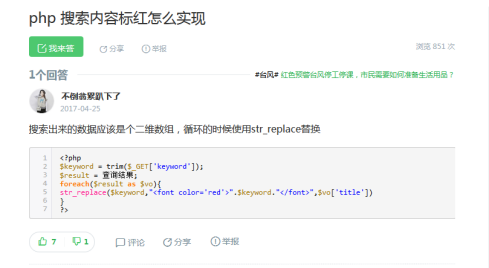 php 搜索内容标红怎么实现
我来答 分享 举报 浏览 851 次
1个回答 #台风# 红色预警台风停工停课，市民需要如何准备生活用品？
不倒翁累趴下了
2017-04-25
搜索出来的数据应该是个二维数组，循环的时候使用str_replace替换
1 <?php
2 $keyword = trim($_GET['keyword']);
3 $result = 查询结果;
4 foreach($result as $vo){
5 str_replace($keyword,"<font color='red'>".$keyword."</font>",$vo['title'])
6 }
7 ?>
7 1 评论 分享 举报